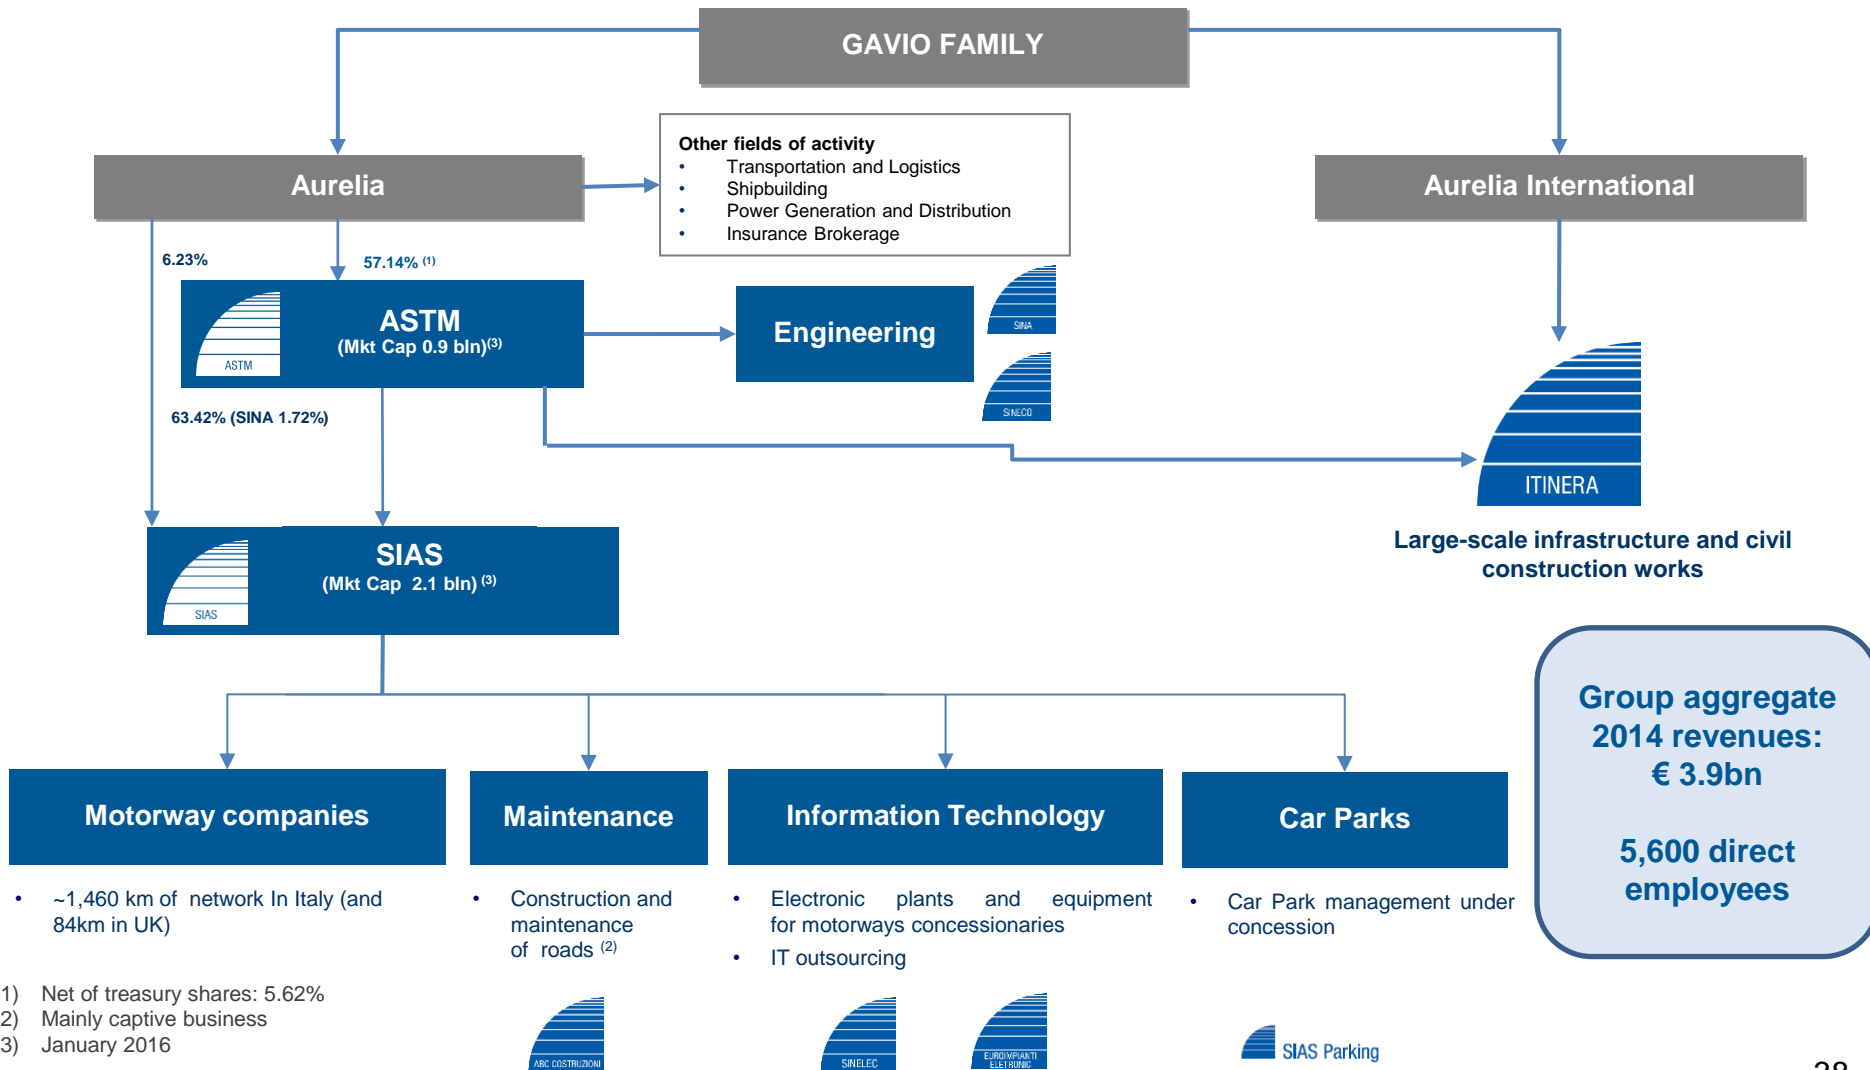 GAVIO FAMILY
Other fields of activity
• Transportation and Logistics
• Shipbuilding
• Power Generation and Distribution
• Insurance Brokerage
Aurelia
Aurelia International
6.23%
57.14% (1)
ASTM
(Mkt Cap 0.9 bln)(3)
ASTM
Engineering
SINA
SINECO
63.42% (SINA 1.72%)
ITINERA
Large-scale infrastructure and civil
construction works
SIAS
(Mkt Cap 2.1 bln) (3)
SIAS
Group aggregate
2014 revenues:
€ 3.9bn
5,600 direct
employees
Motorway companies
Maintenance
Information Technology
Car Parks
• ~1,460 km of network In Italy (and
84km in UK)
• Construction and
maintenance
of roads (2)
• Electronic plants and equipment
for motorways concessionaries
• IT outsourcing
• Car Park management under
concession
1) Net of treasury shares: 5.62%
2) Mainly captive business
3) January 2016
ABC COSTRUZIONI
SINELEC
EUROIMPIANTI
ELETRONIC
SIAS Parking